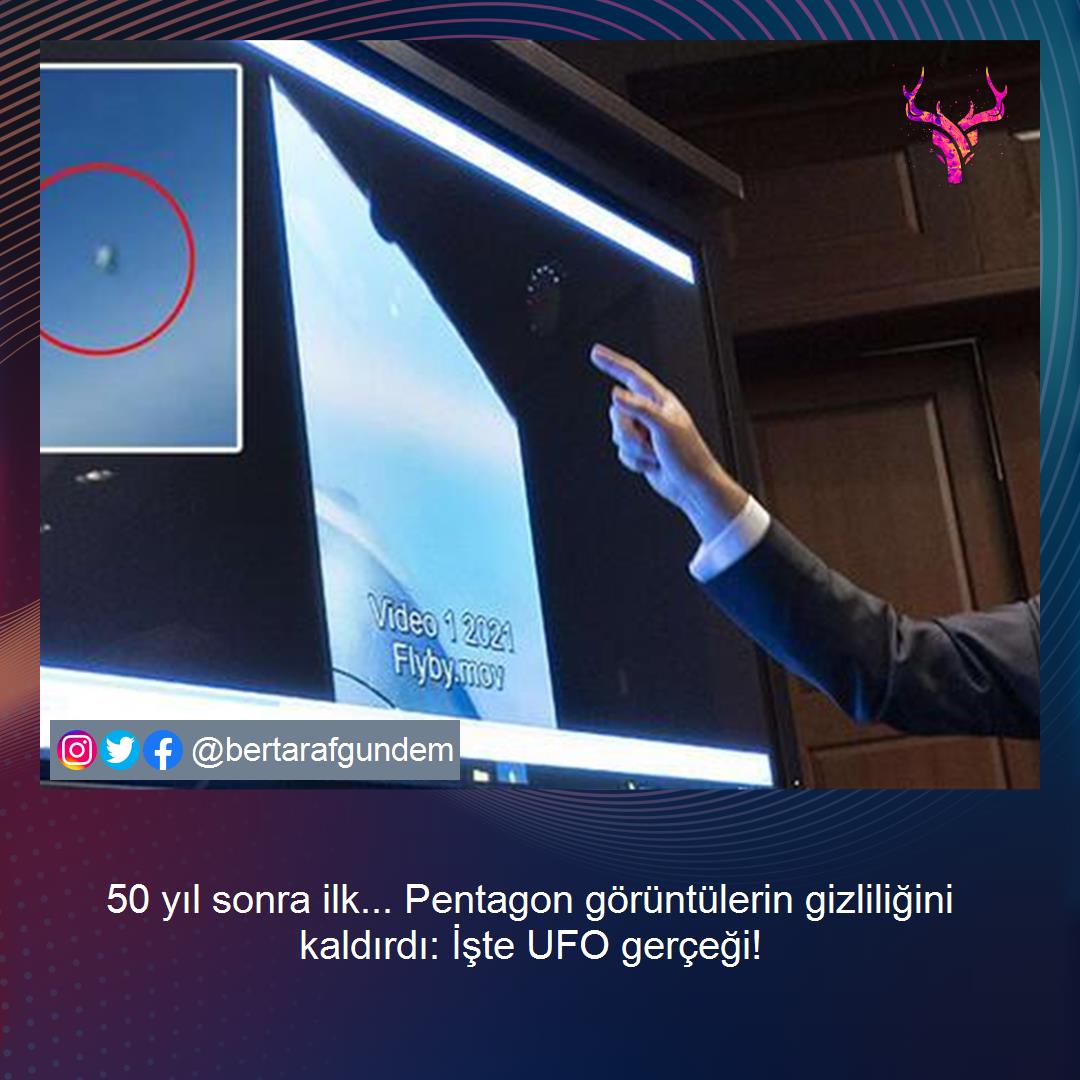 Video 1 2021
Flyby.mov
@bertarafgundem
50 yıl sonra ilk... Pentagon görüntülerin gizliliğini
kaldırdı: İşte UFO gerçeği!